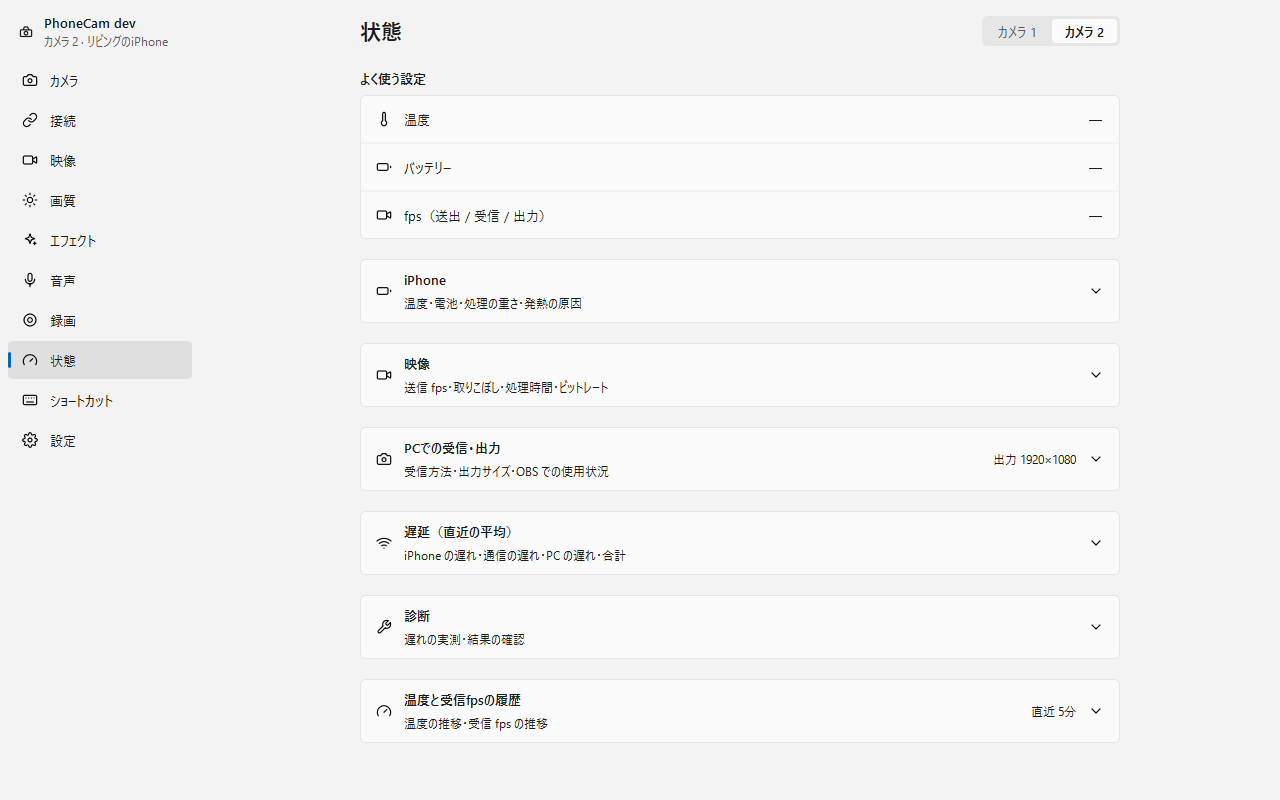 PhoneCam dev
カメラ 2 · リビングのiPhone
カメラ
接続
映像
画質
エフェクト
音声
録画
状態
ショートカット
設定
状態
カメラ 1
カメラ 2
よく使う設定
温度
—
バッテリー
—
fps（送出 / 受信 / 出力）
—
iPhone
温度・電池・処理の重さ・発熱の原因
映像
送信 fps・取りこぼし・処理時間・ビットレート
PCでの受信・出力
受信方法・出力サイズ・OBS での使用状況
出力 1920×1080
遅延（直近の平均）
iPhone の遅れ・通信の遅れ・PC の遅れ・合計
診断
遅れの実測・結果の確認
温度と受信fpsの履歴
温度の推移・受信 fps の推移
直近 5分